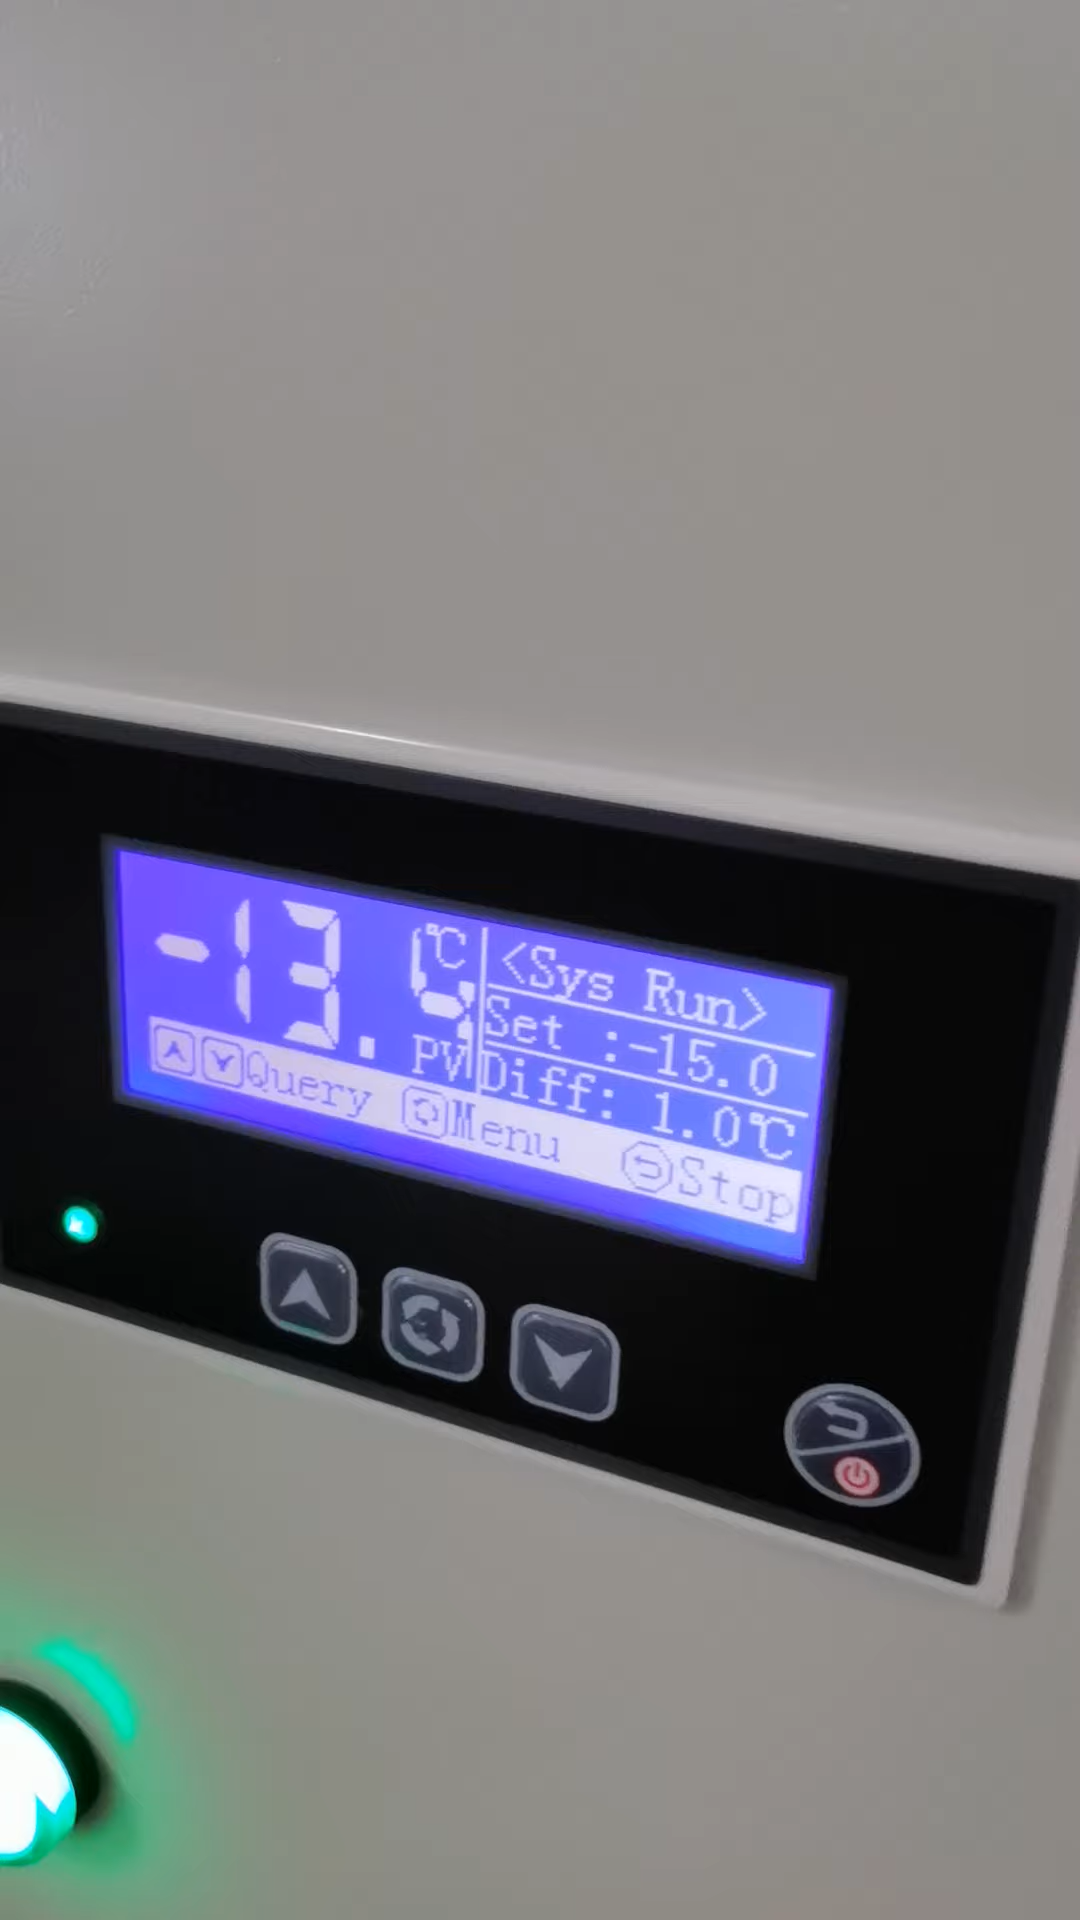 -13. ℃
PV
<Sys Run>
Set :-15.0
Diff: 1.0℃
Query Menu Stop